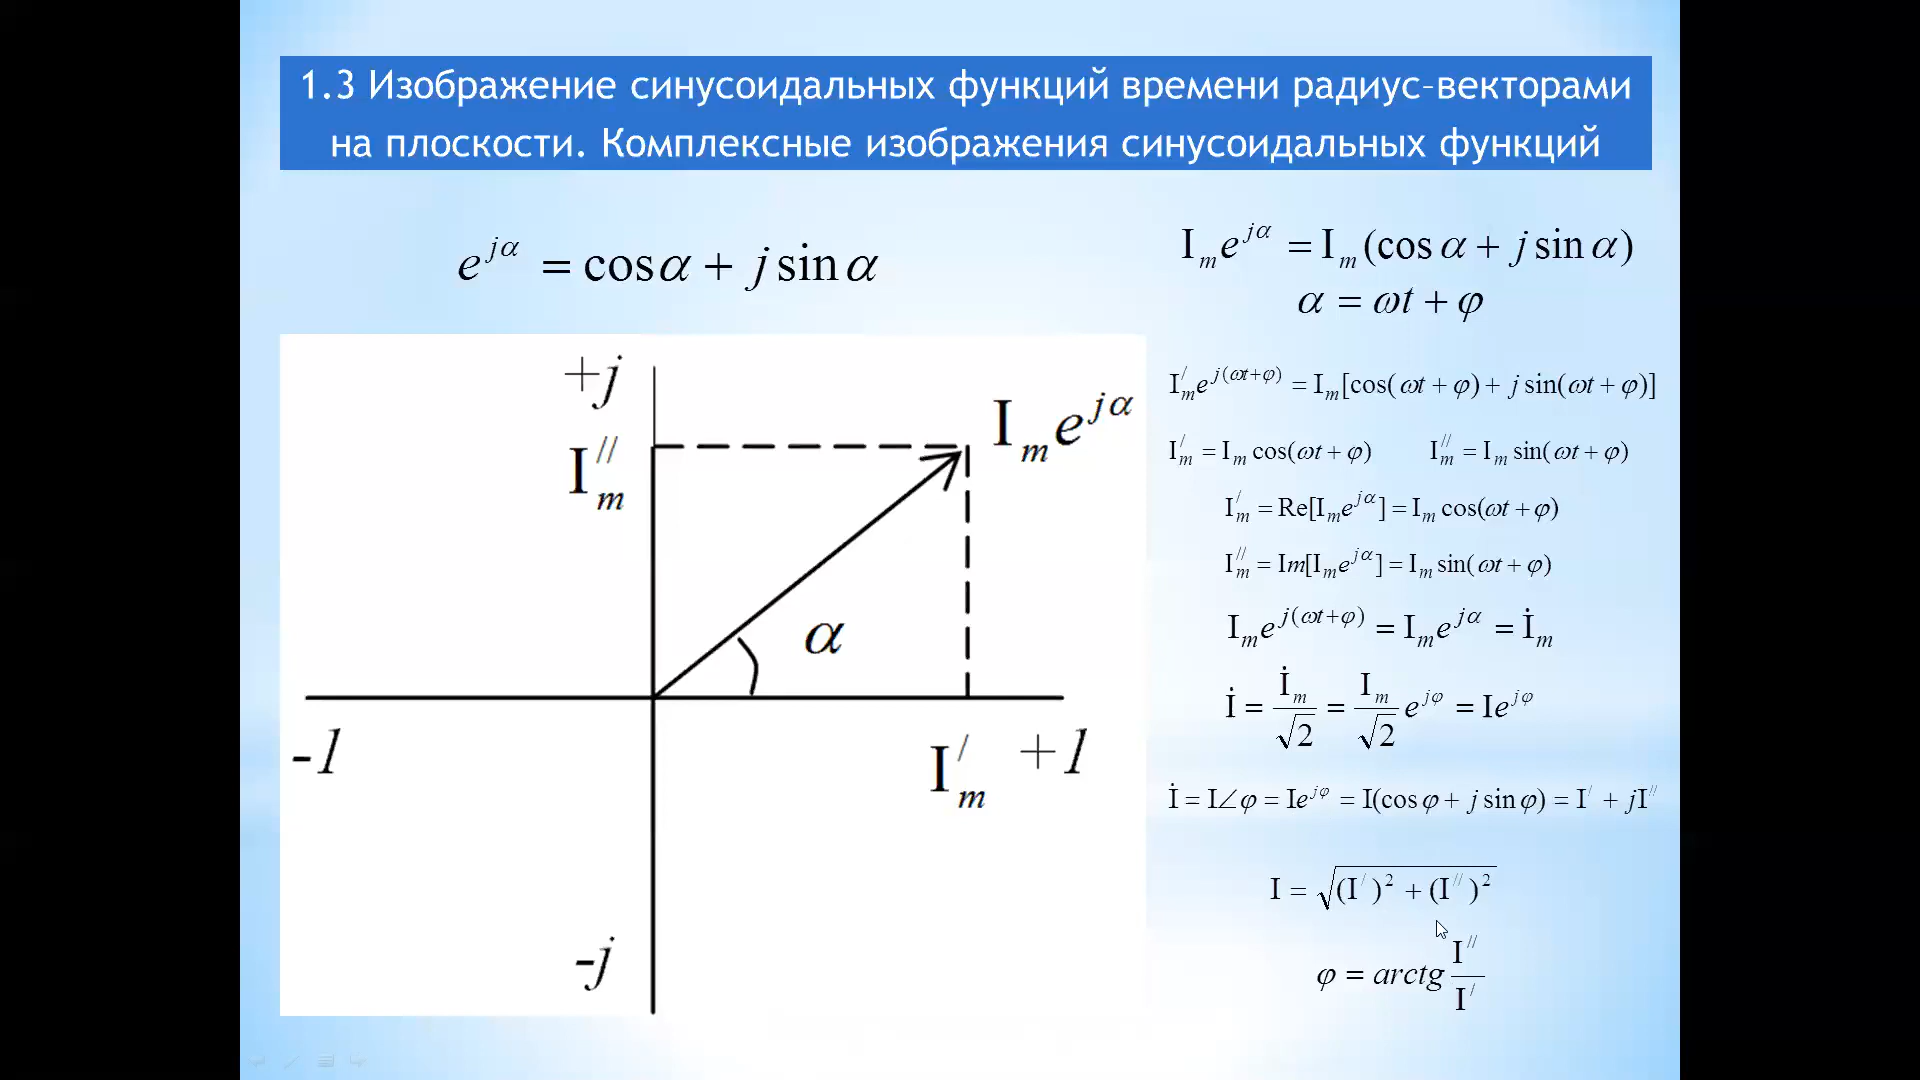 1.3 Изображение синусоидальных функций времени радиус-векторами
на плоскости. Комплексные изображения синусоидальных функций
e^{jα} = cosα + j sinα
I_m e^{jα} = I_m (cos α + j sin α)
α = ωt + φ
+j
I_m^{//}
I_m e^{jα}
α
-1
I_m^{/}
+1
-j
I_m^{/} e^{j(ωt+φ)} = I_m[cos(ωt + φ) + j sin(ωt + φ)]
I_m^{/} = I_m cos(ωt + φ) I_m^{//} = I_m sin(ωt + φ)
I_m^{/} = Re[I_m e^{jα}] = I_m cos(ωt + φ)
I_m^{//} = Im[I_m e^{jα}] = I_m sin(ωt + φ)
I_m e^{j(ωt+φ)} = I_m e^{jα} = İ_m
İ = İ_m/√2 = I_m/√2 e^{jφ} = Ie^{jφ}
İ = I∠φ = Ie^{jφ} = I(cos φ + j sin φ) = I^{/} + jI^{//}
I = √((I^{/})^2 + (I^{//})^2)
φ = arctg I^{//}/I^{/}